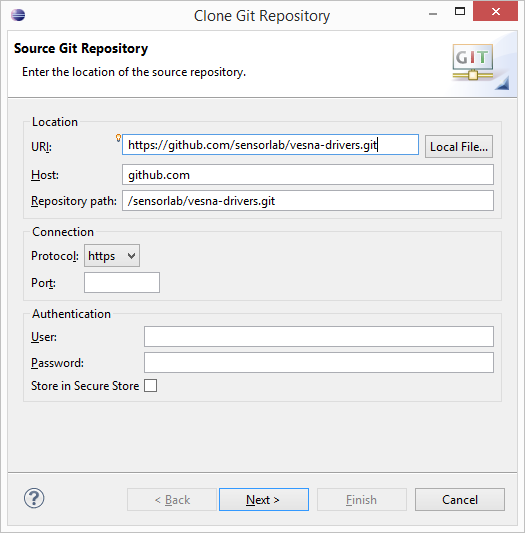 Clone Git Repository
Source Git Repository
Enter the location of the source repository.
GIT
Location
URI: https://github.com/sensorlab/vesna-drivers.git Local File...
Host: github.com
Repository path: /sensorlab/vesna-drivers.git
Connection
Protocol: https
Port:
Authentication
User:
Password:
Store in Secure Store
? < Back Next > Finish Cancel